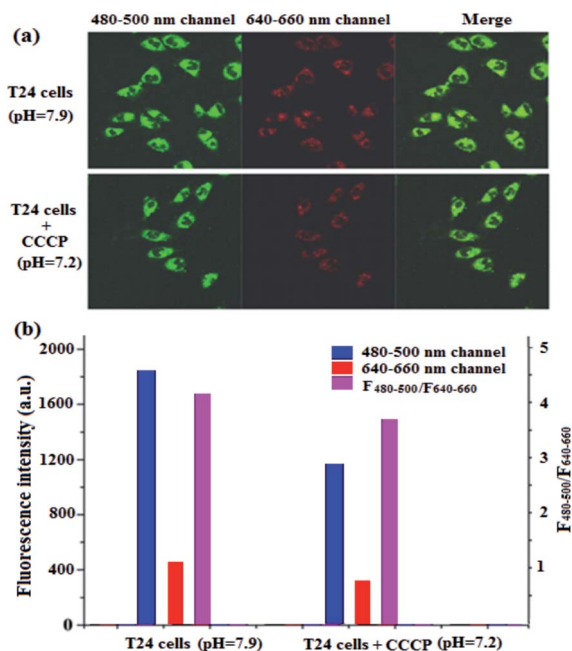 480-500 nm channel 640-660 nm channel Merge
(a)
T24 cells
(pH=7.9)
T24 cells
+
CCCP
(pH=7.2)
(b)
2000
1600
1200
800
400
0
Fluorescence intensity (a.u.)
480-500 nm channel
640-660 nm channel
F480-500/F640-660
5
4
3
2
1
F480-500/F640-660
T24 cells (pH=7.9) T24 cells + CCCP (pH=7.2)